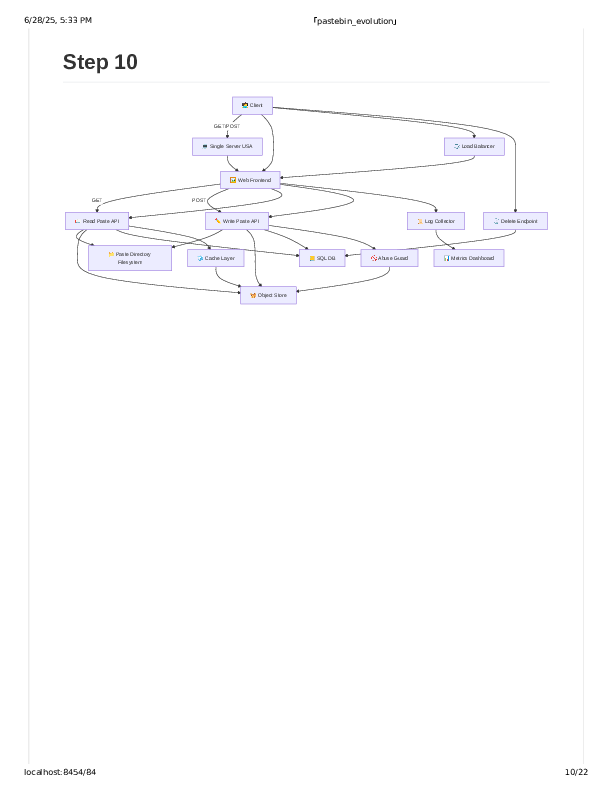 6/28/25, 5:33 PM
「pastebin_evolution」
Step 10
Client
GET/POST
Single Server USA
Load Balancer
Web Frontend
GET
POST
Read Paste API
Write Paste API
Log Collector
Delete Endpoint
Paste Directory
Filesystem
Cache Layer
SQL DB
Abuse Guard
Metrics Dashboard
Object Store
localhost:8454/84
10/22